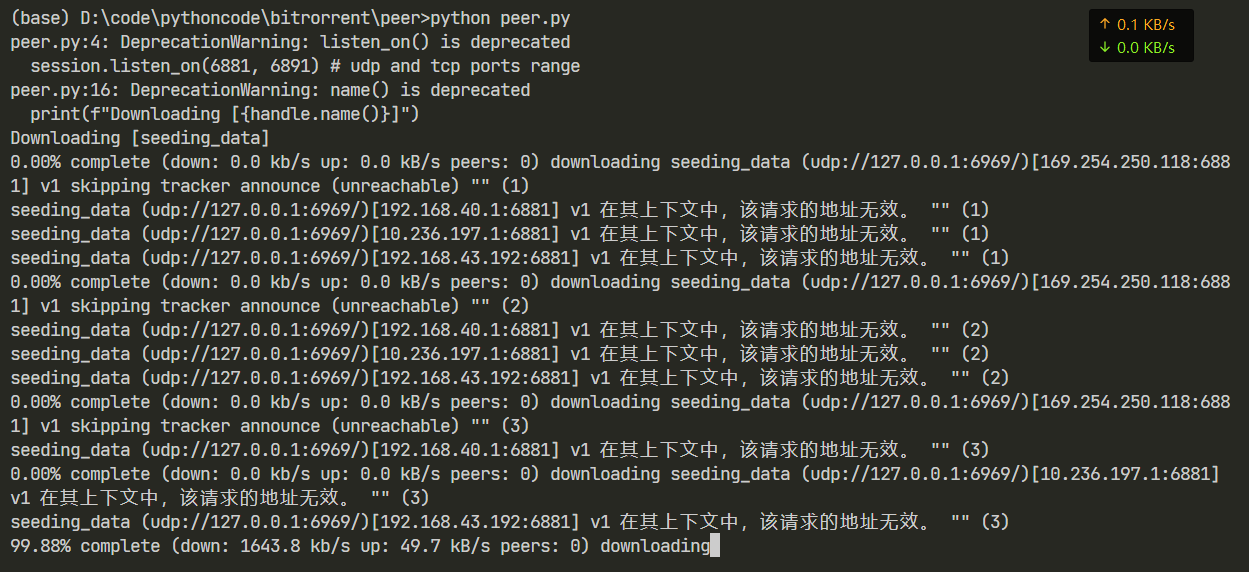 (base) D:\code\pythoncode\bitrorrent\peer>python peer.py
↑ 0.1 KB/s
↓ 0.0 KB/s
peer.py:4: DeprecationWarning: listen_on() is deprecated
  session.listen_on(6881, 6891) # udp and tcp ports range
peer.py:16: DeprecationWarning: name() is deprecated
  print(f"Downloading [{handle.name()}]")
Downloading [seeding_data]
0.00% complete (down: 0.0 kb/s up: 0.0 kB/s peers: 0) downloading seeding_data (udp://127.0.0.1:6969/)[169.254.250.118:688
1] v1 skipping tracker announce (unreachable) "" (1)
seeding_data (udp://127.0.0.1:6969/)[192.168.40.1:6881] v1 在其上下文中，该请求的地址无效。 "" (1)
seeding_data (udp://127.0.0.1:6969/)[10.236.197.1:6881] v1 在其上下文中，该请求的地址无效。 "" (1)
seeding_data (udp://127.0.0.1:6969/)[192.168.43.192:6881] v1 在其上下文中，该请求的地址无效。 "" (1)
0.00% complete (down: 0.0 kb/s up: 0.0 kB/s peers: 0) downloading seeding_data (udp://127.0.0.1:6969/)[169.254.250.118:688
1] v1 skipping tracker announce (unreachable) "" (2)
seeding_data (udp://127.0.0.1:6969/)[192.168.40.1:6881] v1 在其上下文中，该请求的地址无效。 "" (2)
seeding_data (udp://127.0.0.1:6969/)[10.236.197.1:6881] v1 在其上下文中，该请求的地址无效。 "" (2)
seeding_data (udp://127.0.0.1:6969/)[192.168.43.192:6881] v1 在其上下文中，该请求的地址无效。 "" (2)
0.00% complete (down: 0.0 kb/s up: 0.0 kB/s peers: 0) downloading seeding_data (udp://127.0.0.1:6969/)[169.254.250.118:688
1] v1 skipping tracker announce (unreachable) "" (3)
seeding_data (udp://127.0.0.1:6969/)[192.168.40.1:6881] v1 在其上下文中，该请求的地址无效。 "" (3)
0.00% complete (down: 0.0 kb/s up: 0.0 kB/s peers: 0) downloading seeding_data (udp://127.0.0.1:6969/)[10.236.197.1:6881]
v1 在其上下文中，该请求的地址无效。 "" (3)
seeding_data (udp://127.0.0.1:6969/)[192.168.43.192:6881] v1 在其上下文中，该请求的地址无效。 "" (3)
99.88% complete (down: 1643.8 kb/s up: 49.7 kB/s peers: 0) downloading